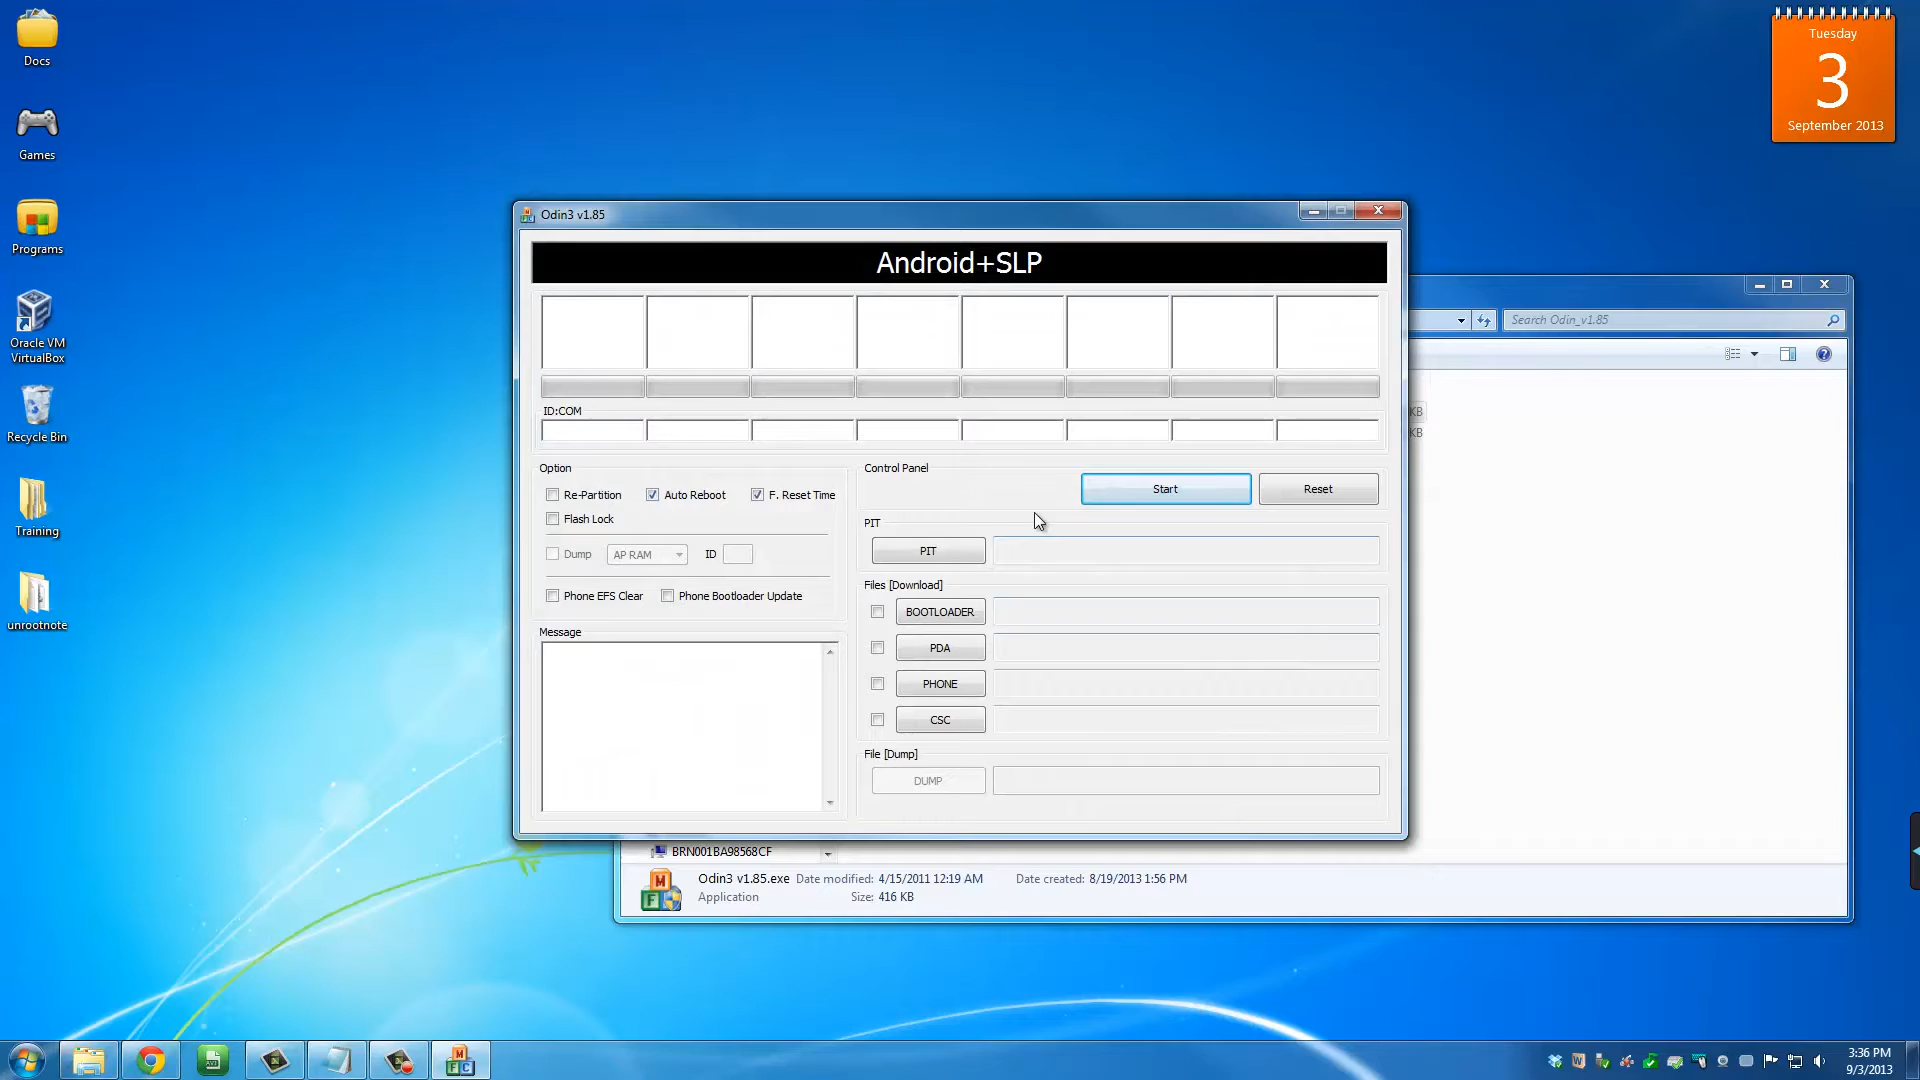 Docs
Games
Programs
Oracle VM
VirtualBox
Recycle Bin
Training
unrootnote
Tuesday
3
September 2013
Odin3 v1.85
Android+SLP
ID:COM
Option
Re-Partition
Auto Reboot
F. Reset Time
Flash Lock
Dump
AP RAM
ID
Phone EFS Clear
Phone Bootloader Update
Message
Control Panel
Start
Reset
PIT
PIT
Files [Download]
BOOTLOADER
PDA
PHONE
CSC
File [Dump]
DUMP
Search Odin_v1.85
KB
KB
BRN001BA98568CF
Odin3 v1.85.exe Date modified: 4/15/2011 12:19 AM Date created: 8/19/2013 1:56 PM
Application Size: 416 KB
3:36 PM
9/3/2013